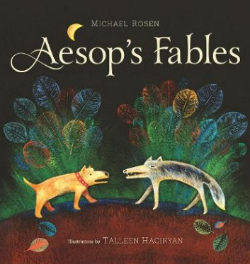 MICHAEL ROSEN
Aesop's Fables
Illustrations by TALLEEN HACIKYAN